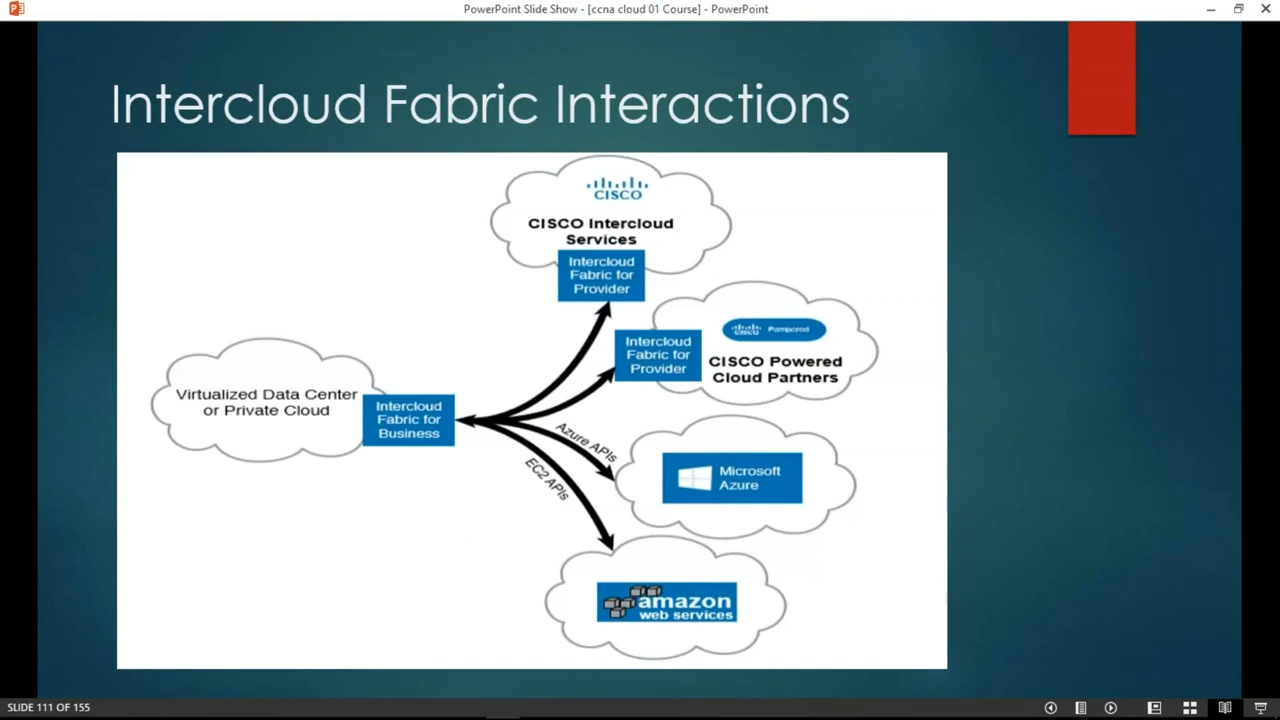 PowerPoint Slide Show - [ccna cloud 01 Course] - PowerPoint
Intercloud Fabric Interactions
CISCO
CISCO Intercloud
Services
Intercloud
Fabric for
Provider
Intercloud
Fabric for
Provider
CISCO
CISCO Powered
Cloud Partners
Virtualized Data Center
or Private Cloud
Intercloud
Fabric for
Business
Azure APIs
EC2 APIs
Microsoft
Azure
amazon
web services
SLIDE 111 OF 155